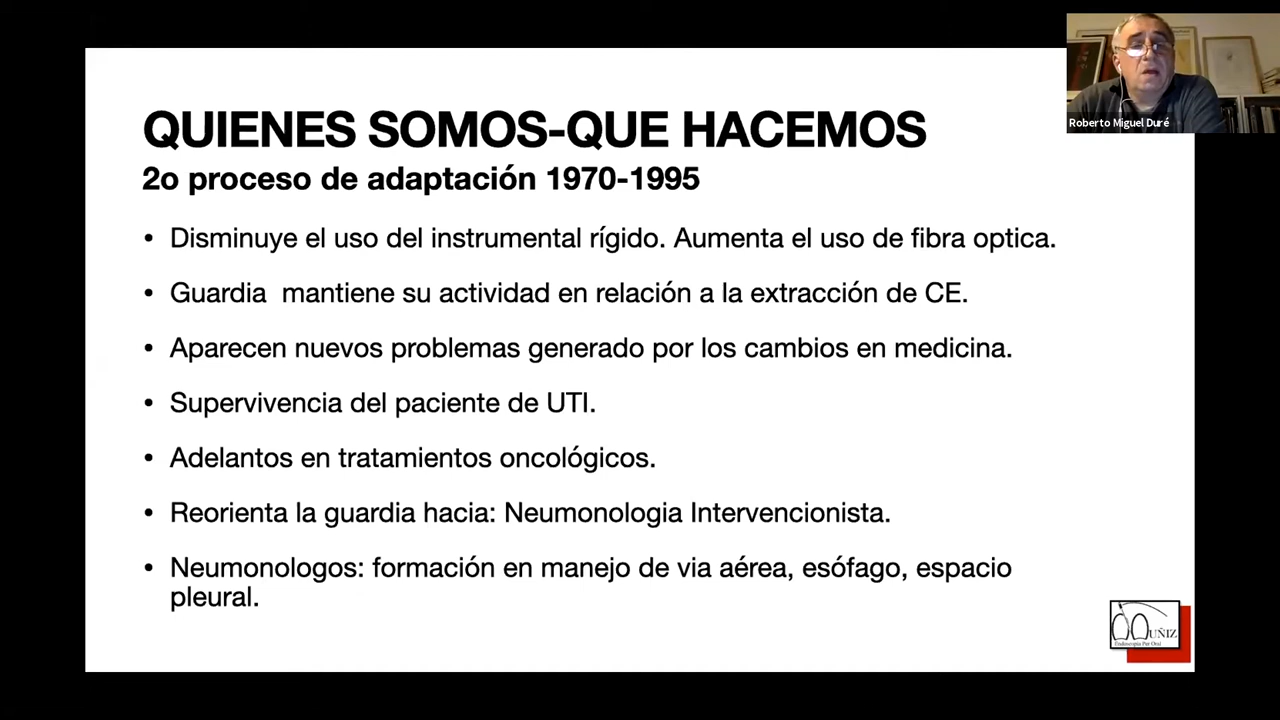 QUIENES SOMOS-QUE HACEMOS
2o proceso de adaptación 1970-1995
• Disminuye el uso del instrumental rígido. Aumenta el uso de fibra optica.
• Guardia  mantiene su actividad en relación a la extracción de CE.
• Aparecen nuevos problemas generado por los cambios en medicina.
• Supervivencia del paciente de UTI.
• Adelantos en tratamientos oncológicos.
• Reorienta la guardia hacia: Neumonologia Intervencionista.
• Neumonologos: formación en manejo de via aérea, esófago, espacio
pleural.
Roberto Miguel Duré
UÑIZ
Endoscopia Per Oral